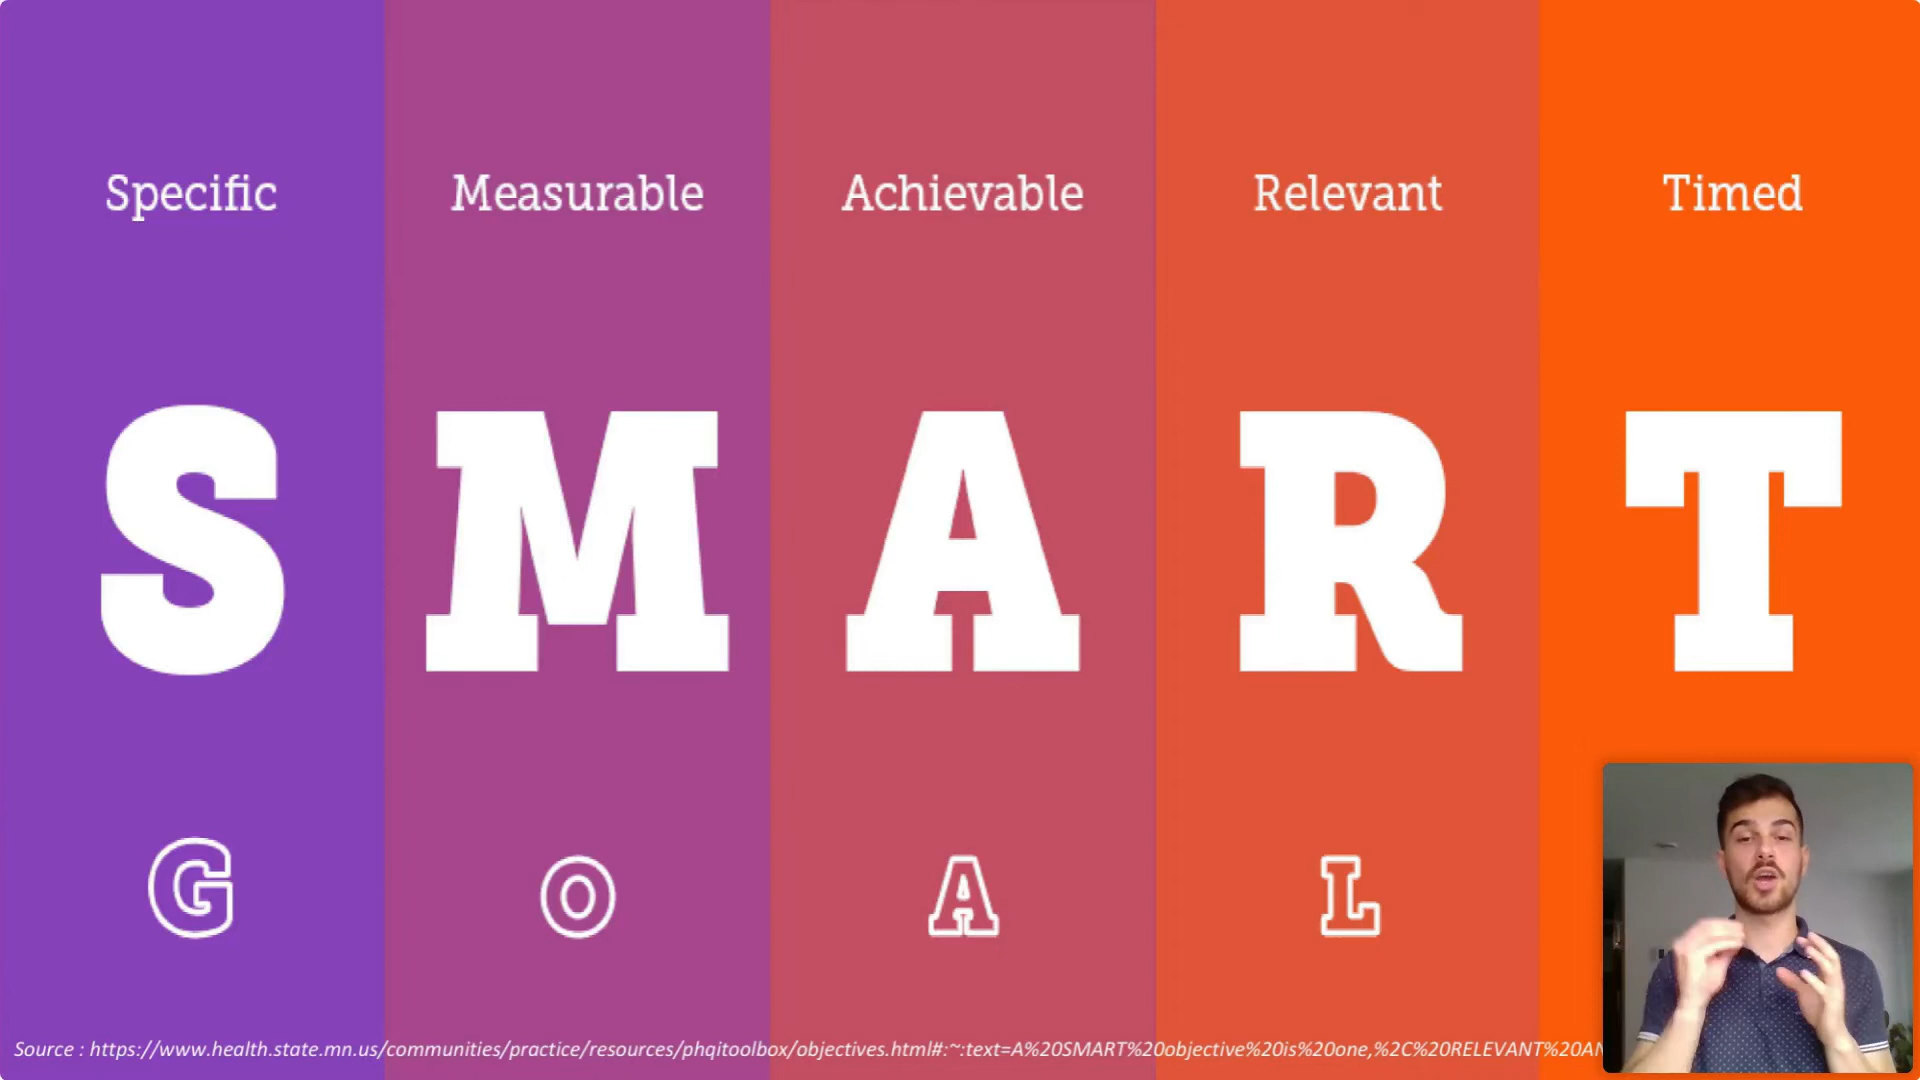 Specific Measurable Achievable Relevant Timed
S M A R T
G O A L
Source : https://www.health.state.mn.us/communities/practice/resources/phqitoolbox/objectives.html#:~:text=A%20SMART%20objective%20is%20one,%2C%20RELEVANT%20AN